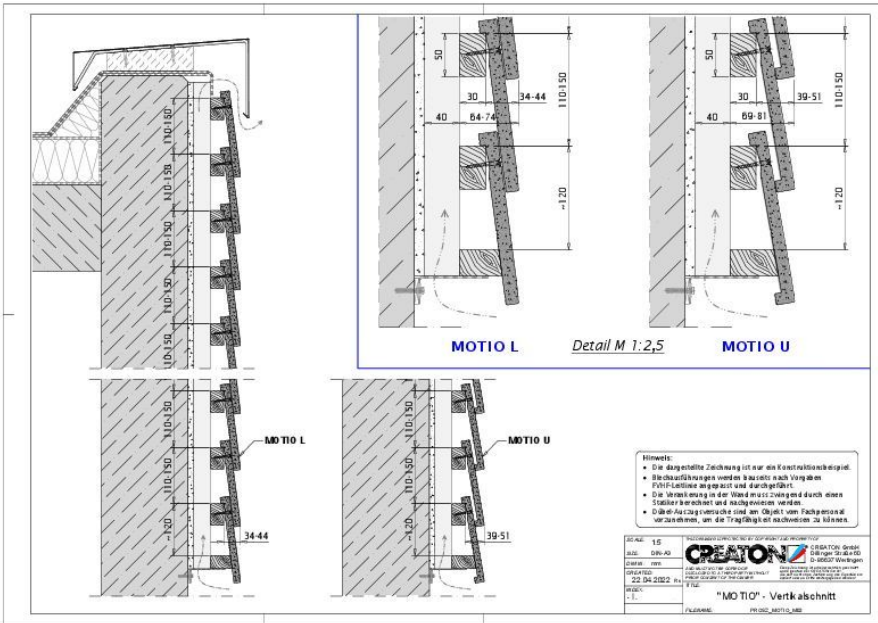 50
30
34-44
40
64-74
110-150
~120
50
30
39-51
40
69-81
110-150
~120
MOTIO L
Detail M 1:2,5
MOTIO U
110-150
110-150
110-150
110-150
110-150
110-150
110-150
~120
MOTIO L
34-44
110-150
110-150
~120
MOTIO U
39-51
Hinweis:
• Die dargestellte Zeichnung ist nur ein Konstruktionsbeispiel.
• Blechausführungen werden bauseits nach Vorgaben
FVHF-Leitlinie angepasst und durchgeführt.
• Die Verankerung in der Wand muss zwingend durch einen
Statiker berechnet und nachgewiesen werden.
• Dübel-Auszugsversuche sind am Objekt vom Fachpersonal
vorzunehmen, um die Tragfähigkeit nachweisen zu können.
SCALE: 1:5
SIZE: DIN-A3
DIM IN: mm
CREATED:
22.04.2022
INDEX:
- 1.
CREATON
CREATON GmbH
Dillinger Straße 60
D-86637 Wertingen
TITLE:
"MOTIO" - Vertikalschnitt
FILENAME: